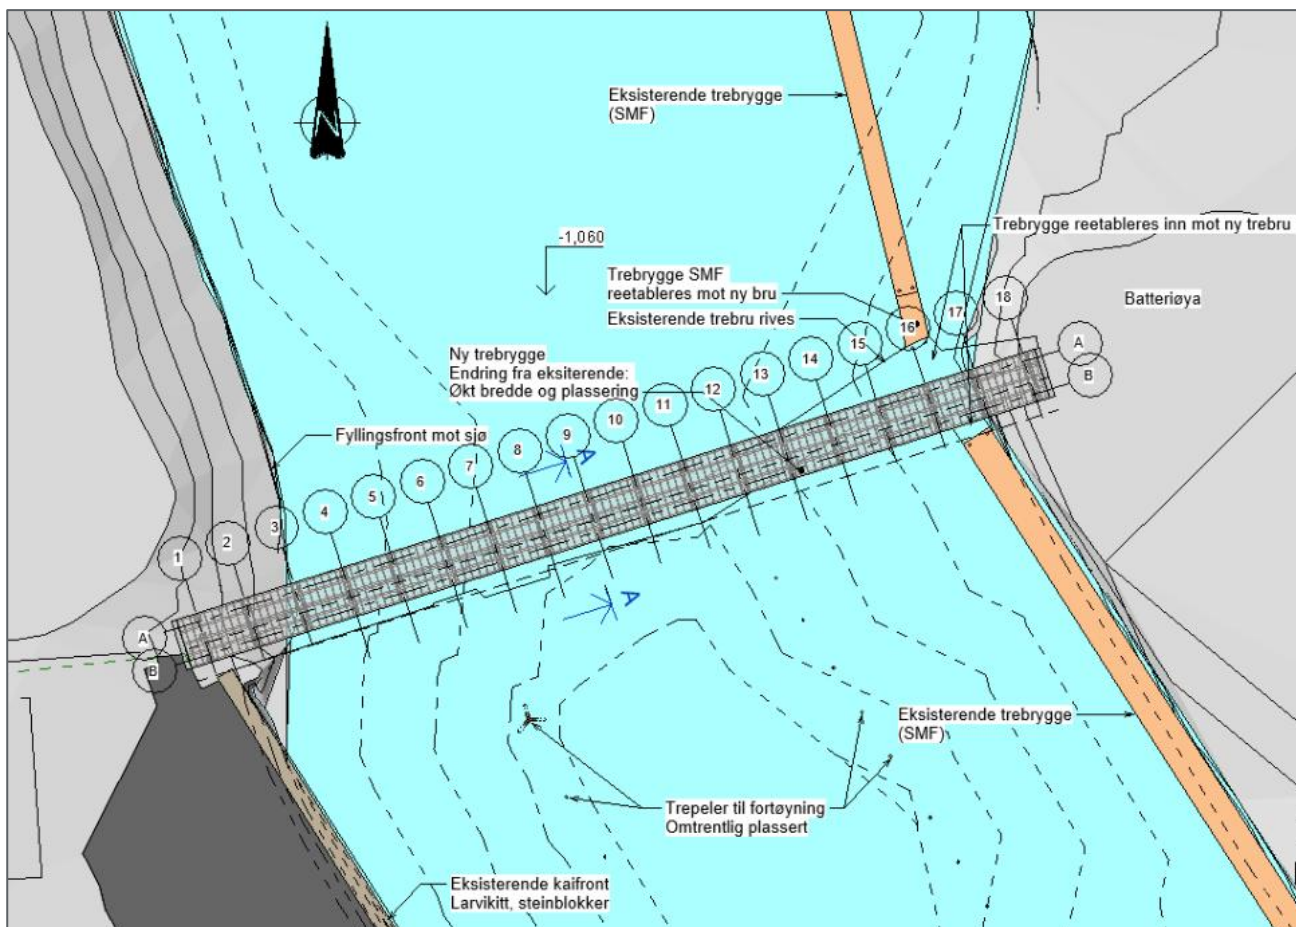 Eksisterende trebrygge
(SMF)
N
-1,060
Trebrygge reetableres inn mot ny trebru
Trebrygge SMF
reetableres mot ny bru
Eksisterende trebru rives
Batteriøya
Ny trebrygge
Endring fra eksiterende:
Økt bredde og plassering
Fyllingsfront mot sjø
1
2
3
4
5
6
7
8
9
10
11
12
13
14
15
16
17
18
A
B
A
B
A
A
Eksisterende trebrygge
(SMF)
Trepeler til fortøyning
Omtrentlig plassert
Eksisterende kaifront
Larvikitt, steinblokker